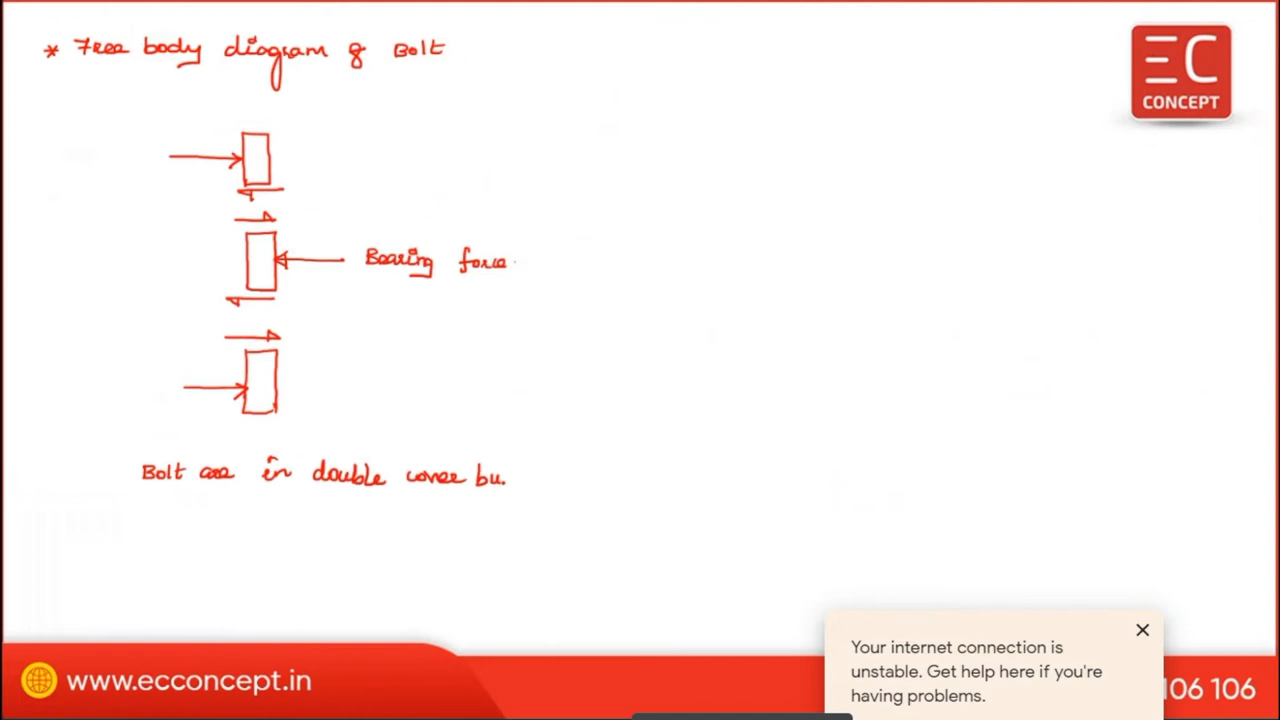 * Free body diagram of Bolt
EC
CONCEPT
Bearing force
Bolt are in double cover bu.
Your internet connection is
unstable. Get help here if you're
having problems.
www.ecconcept.in
106 106